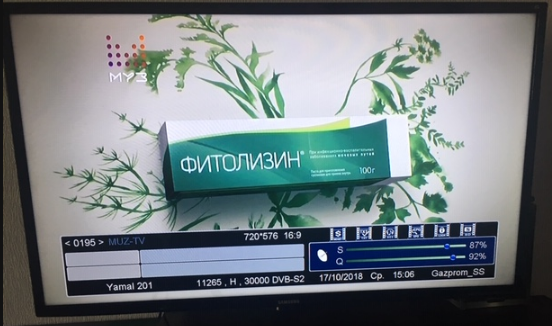 МУЗ
ФИТОЛИЗИН®
100г
< 0195 > MUZ-TV
720*576 16:9
S 87%
Q 92%
Yamal 201
11265 , H , 30000 DVB-S2
17/10/2018 Ср. 15:06 Gazprom_SS
SAMSUNG